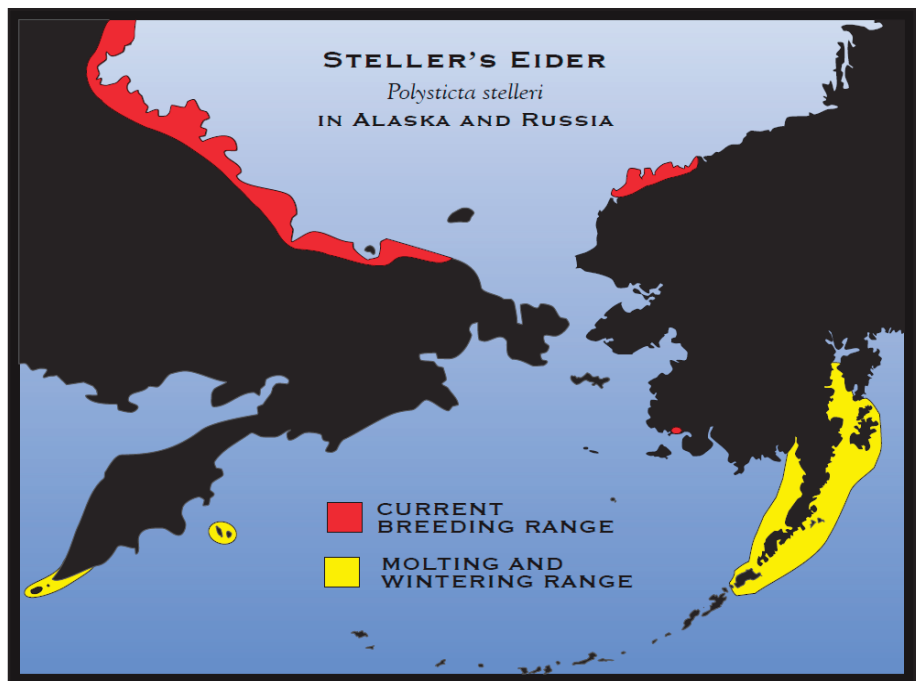 STELLER'S EIDER
Polysticta stelleri
IN ALASKA AND RUSSIA
CURRENT
BREEDING RANGE
MOLTING AND
WINTERING RANGE